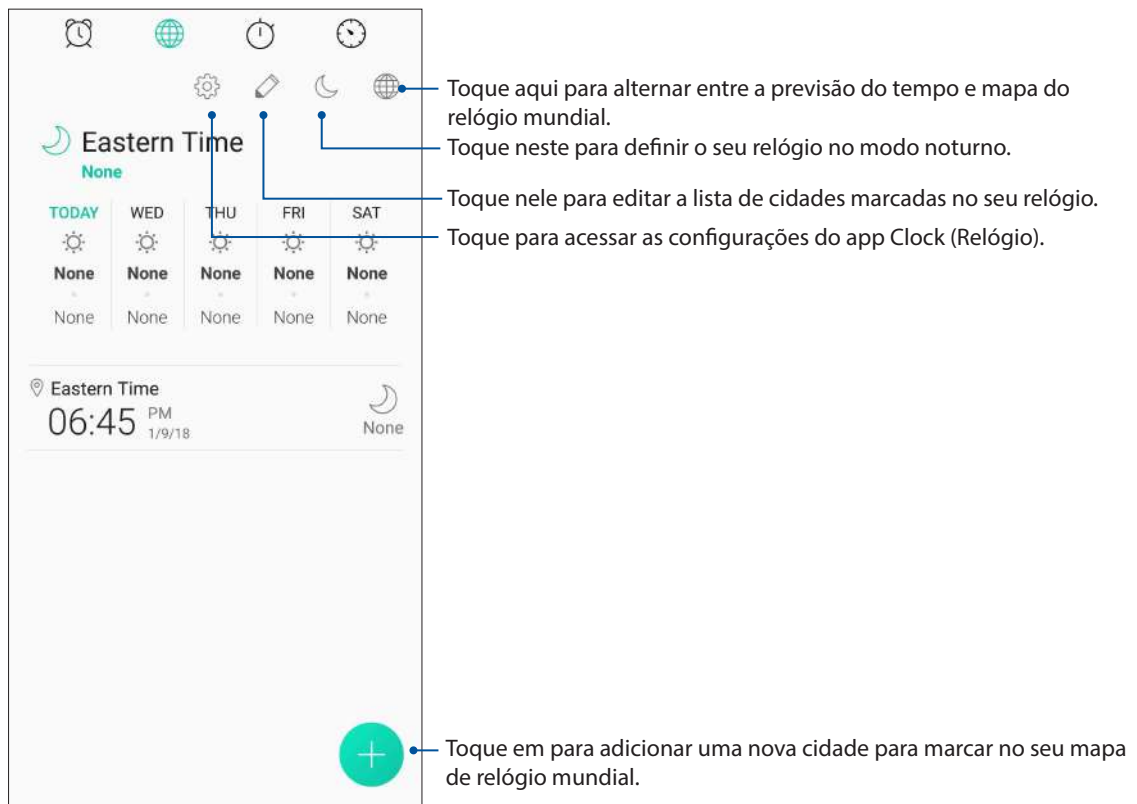 Toque aqui para alternar entre a previsão do tempo e mapa do
relógio mundial.
Eastern Time
None
Toque neste para definir o seu relógio no modo noturno.
Toque nele para editar a lista de cidades marcadas no seu relógio.
TODAY WED THU FRI SAT
Toque para acessar as configurações do app Clock (Relógio).
None None None None None
None None None None None
Eastern Time
06:45 PM
1/9/18
None
Toque em para adicionar uma nova cidade para marcar no seu mapa
de relógio mundial.